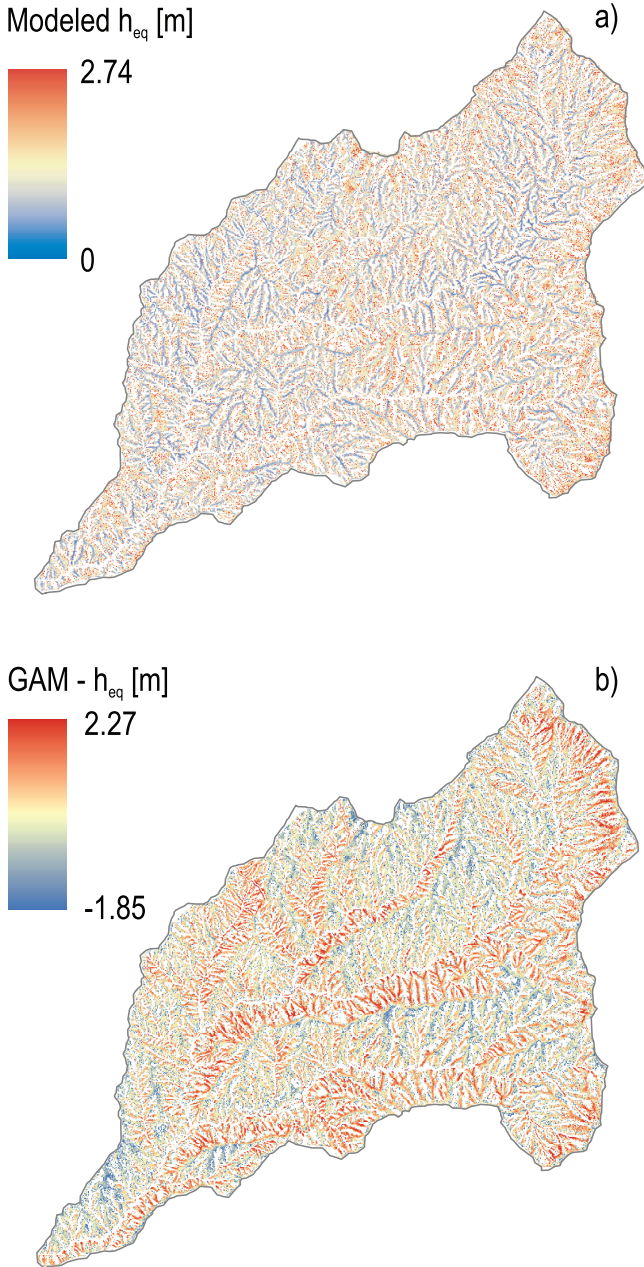 Modeled heq [m]
a)
2.74
0
GAM - heq [m]
b)
2.27
-1.85